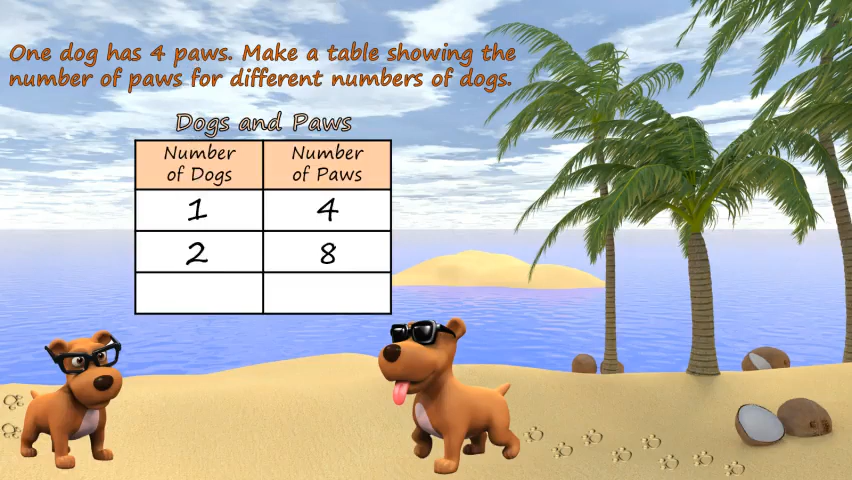 One dog has 4 paws. Make a table showing the
number of paws for different numbers of dogs.
Dogs and Paws
Number of Dogs
Number of Paws
1 4
2 8